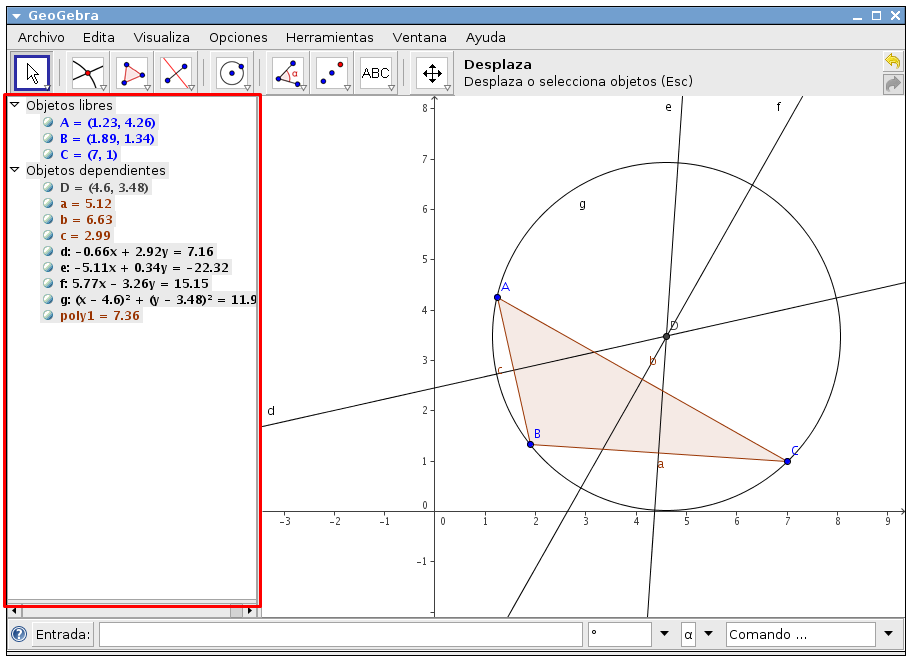 GeoGebra
Archivo Edita Visualiza Opciones Herramientas Ventana Ayuda
α
ABC
Desplaza
Desplaza o selecciona objetos (Esc)
Objetos libres
A = (1.23, 4.26)
B = (1.89, 1.34)
C = (7, 1)
Objetos dependientes
D = (4.6, 3.48)
a = 5.12
b = 6.63
c = 2.99
d: -0.66x + 2.92y = 7.16
e: -5.11x + 0.34y = -22.32
f: 5.77x - 3.26y = 15.15
g: (x - 4.6)² + (y - 3.48)² = 11.9
poly1 = 7.36
8 e f
7
6 g
5
4 A
D
3 b
c
2
d
B
1 C
a
0
-3 -2 -1 0 1 2 3 4 5 6 7 8 9
-1
? Entrada: ° α Comando ...